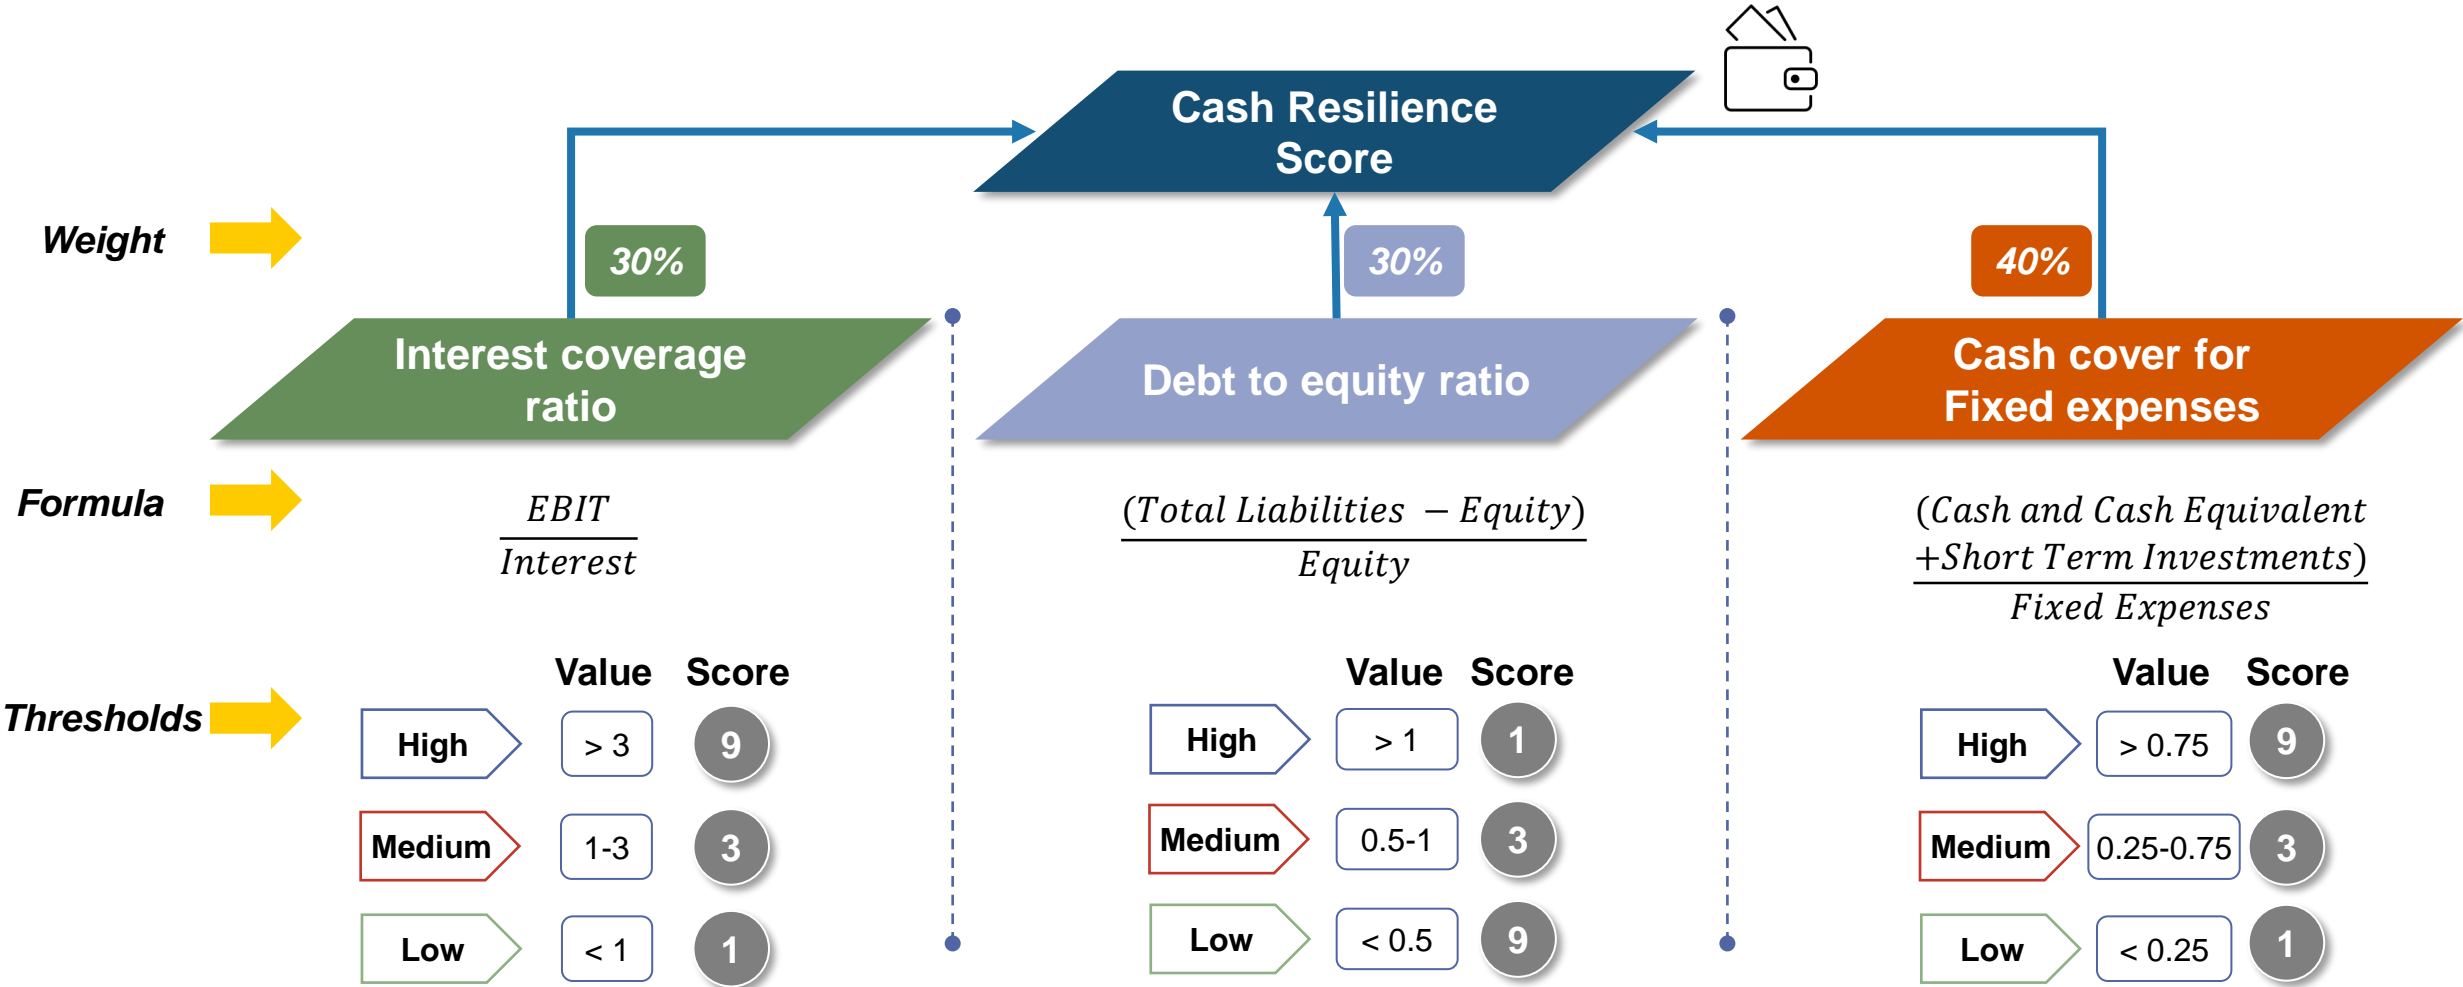 Cash Resilience
Score
Weight
30%
30%
40%
Interest coverage
ratio
Debt to equity ratio
Cash cover for
Fixed expenses
Formula
EBIT
Interest
(Total Liabilities − Equity)
Equity
(Cash and Cash Equivalent
+Short Term Investments)
Fixed Expenses
Thresholds
Value Score
High > 3 9
Medium 1-3 3
Low < 1 1
Value Score
High > 1 1
Medium 0.5-1 3
Low < 0.5 9
Value Score
High > 0.75 9
Medium 0.25-0.75 3
Low < 0.25 1